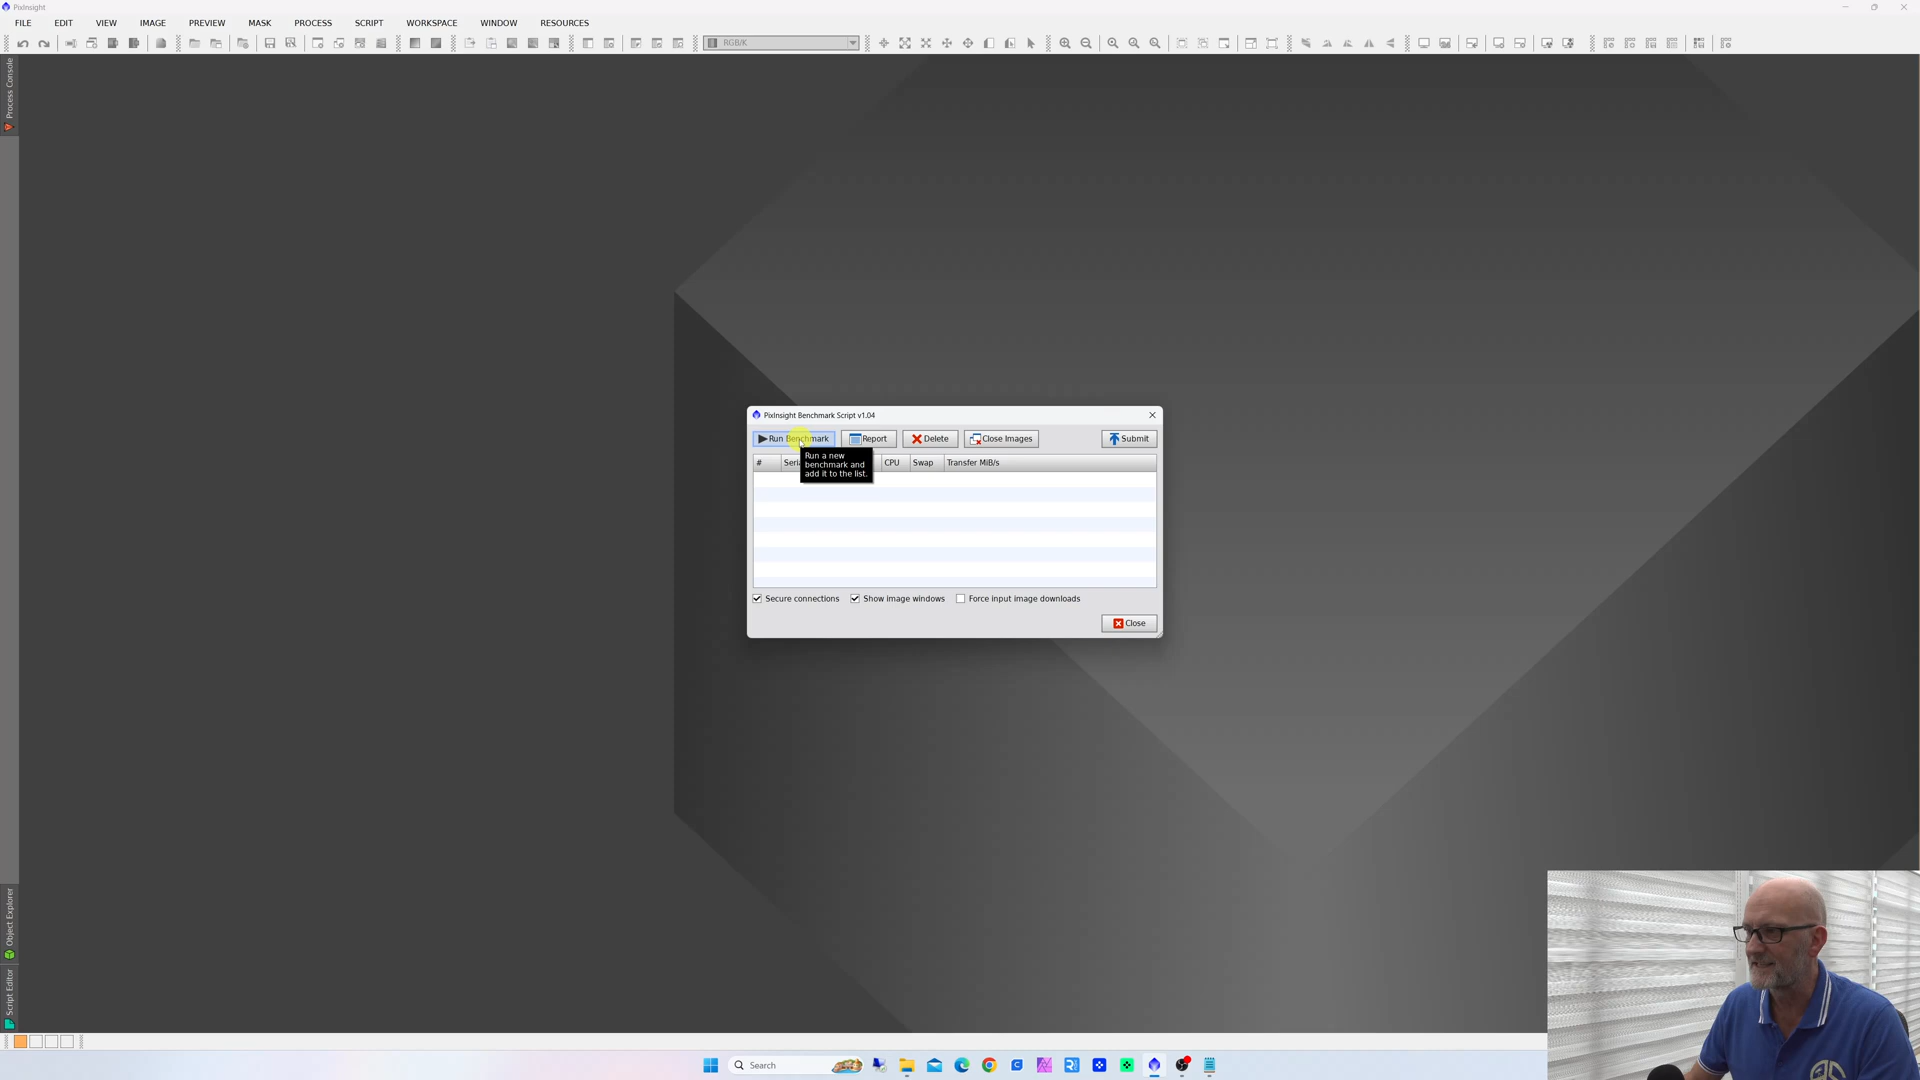 PixInsight
FILE EDIT VIEW IMAGE PREVIEW MASK PROCESS SCRIPT WORKSPACE WINDOW RESOURCES
RGB/K
Process Console
PixInsight Benchmark Script v1.04
Run Benchmark Report Delete Close Images Submit
Run a new
benchmark and
add it to the list.
# CPU Swap Transfer MiB/s
Secure connections Show image windows Force input image downloads
Close
Object Explorer
Script Editor
Search